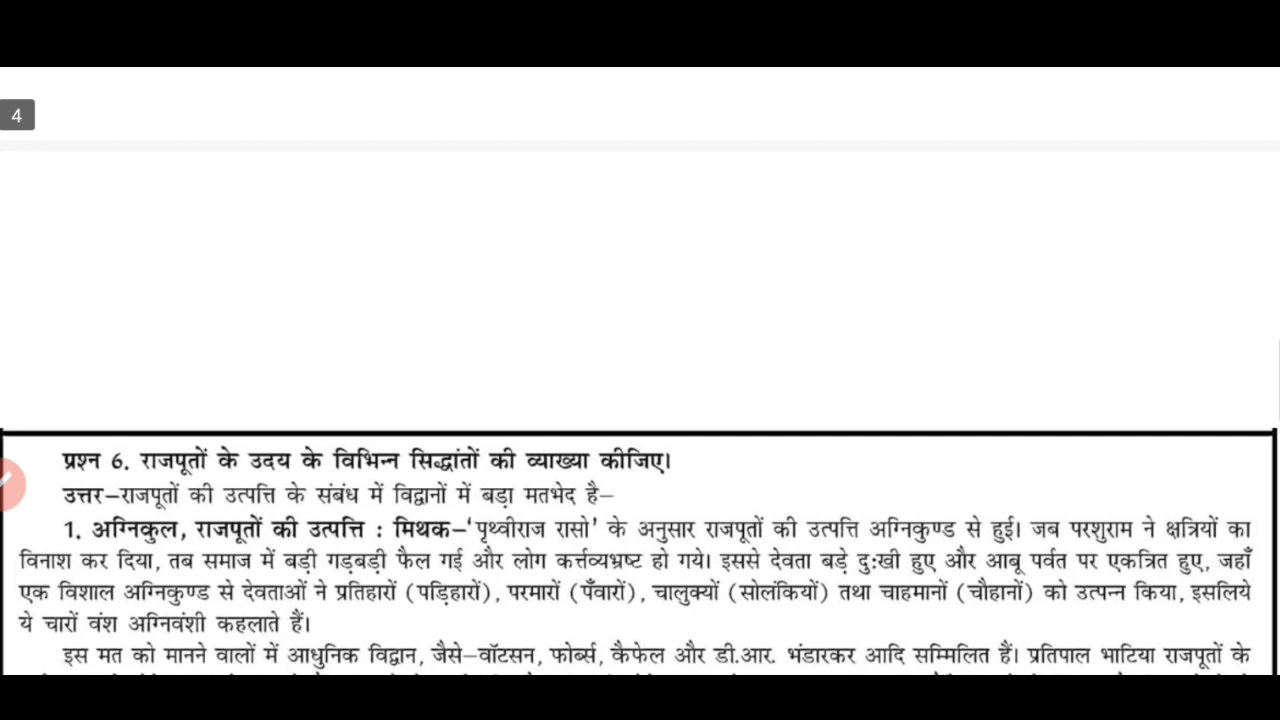 4
प्रश्न 6. राजपूतों के उदय के विभिन्न सिद्धांतों की व्याख्या कीजिए।
उत्तर–राजपूतों की उत्पत्ति के संबंध में विद्वानों में बड़ा मतभेद है–
1. अग्निकुल, राजपूतों की उत्पत्ति : मिथक–‘पृथ्वीराज रासो’ के अनुसार राजपूतों की उत्पत्ति अग्निकुण्ड से हुई। जब परशुराम ने क्षत्रियों का
विनाश कर दिया, तब समाज में बड़ी गड़बड़ी फैल गई और लोग कर्त्तव्यभ्रष्ट हो गये। इससे देवता बड़े दुःखी हुए और आबू पर्वत पर एकत्रित हुए, जहाँ
एक विशाल अग्निकुण्ड से देवताओं ने प्रतिहारों (पड़िहारों), परमारों (पँवारों), चालुक्यों (सोलंकियों) तथा चाहमानों (चौहानों) को उत्पन्न किया, इसलिये
ये चारों वंश अग्निवंशी कहलाते हैं।
इस मत को मानने वालों में आधुनिक विद्वान, जैसे–वॉटसन, फोर्ब्स, कैफेल और डी.आर. भंडारकर आदि सम्मिलित हैं। प्रतिपाल भाटिया राजपूतों के